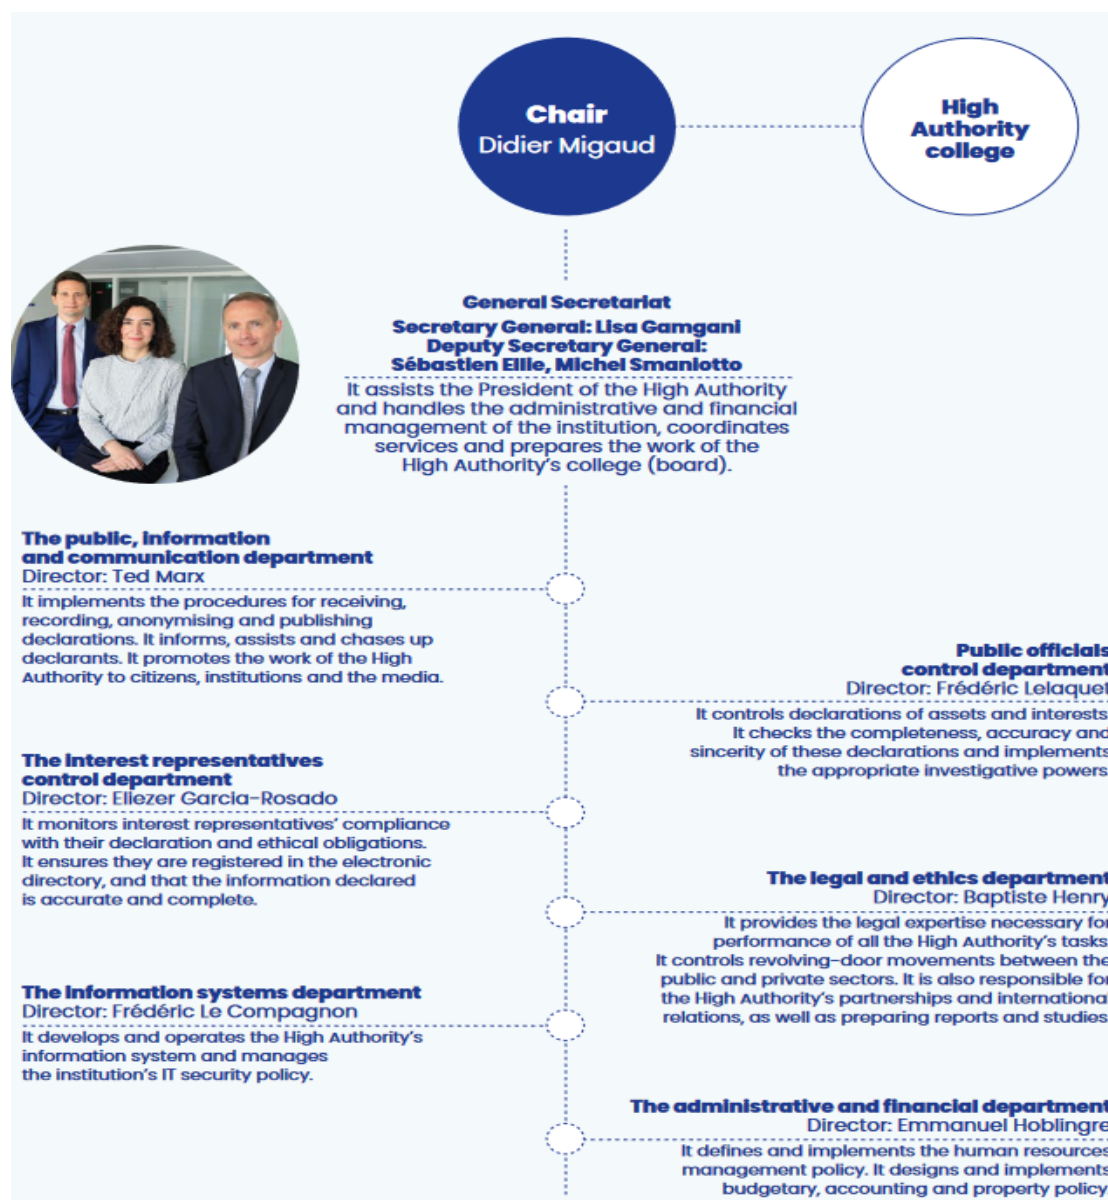 Chair
Didier Migaud
High
Authority
college
General Secretariat
Secretary General: Lisa Gamgani
Deputy Secretary General:
Sébastien Ellie, Michel Smaniotto
It assists the President of the High Authority
and handles the administrative and financial
management of the institution, coordinates
services and prepares the work of the
High Authority's college (board).
The public, information
and communication department
Director: Ted Marx
It implements the procedures for receiving,
recording, anonymising and publishing
declarations. It informs, assists and chases up
declarants. It promotes the work of the High
Authority to citizens, institutions and the media.
Public officials
control department
Director: Frédéric Lelaquet
It controls declarations of assets and interests
It checks the completeness, accuracy and
sincerity of these declarations and implements
the appropriate investigative powers
The interest representatives
control department
Director: Eliezer Garcia-Rosado
It monitors interest representatives' compliance
with their declaration and ethical obligations.
It ensures they are registered in the electronic
directory, and that the information declared
is accurate and complete.
The legal and ethics department
Director: Baptiste Henry
It provides the legal expertise necessary for
performance of all the High Authority's tasks
It controls revolving-door movements between the
public and private sectors. It is also responsible for
the High Authority's partnerships and international
relations, as well as preparing reports and studies
The information systems department
Director: Frédéric Le Compagnon
It develops and operates the High Authority's
information system and manages
the institution's IT security policy.
The administrative and financial department
Director: Emmanuel Hoblingre
It defines and implements the human resources
management policy. It designs and implements
budgetary, accounting and property policy